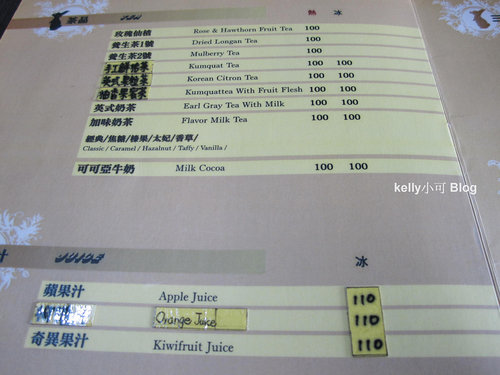 茶品
熱 冰
玫瑰仙楂 Rose & Hawthorn Fruit Tea 100
養生茶1號 Dried Longan Tea 100
養生茶2號 Mulberry Tea 100
Kumquat Tea 100 100
Korean Citron Tea 100 100
Kumquattea With Fruit Flesh 100 100
英式奶茶 Earl Gray Tea With Milk 100 100
加味奶茶 Flavor Milk Tea 100 100
經典/焦糖/榛果/太妃/香草/
Classic / Caramel / Hazalnut / Taffy / Vanilla /
可可亞牛奶 Milk Cocoa 100 100
kelly小可 Blog
汁 冰
蘋果汁 Apple Juice 110
Orange Juice 110
奇異果汁 Kiwifruit Juice 110